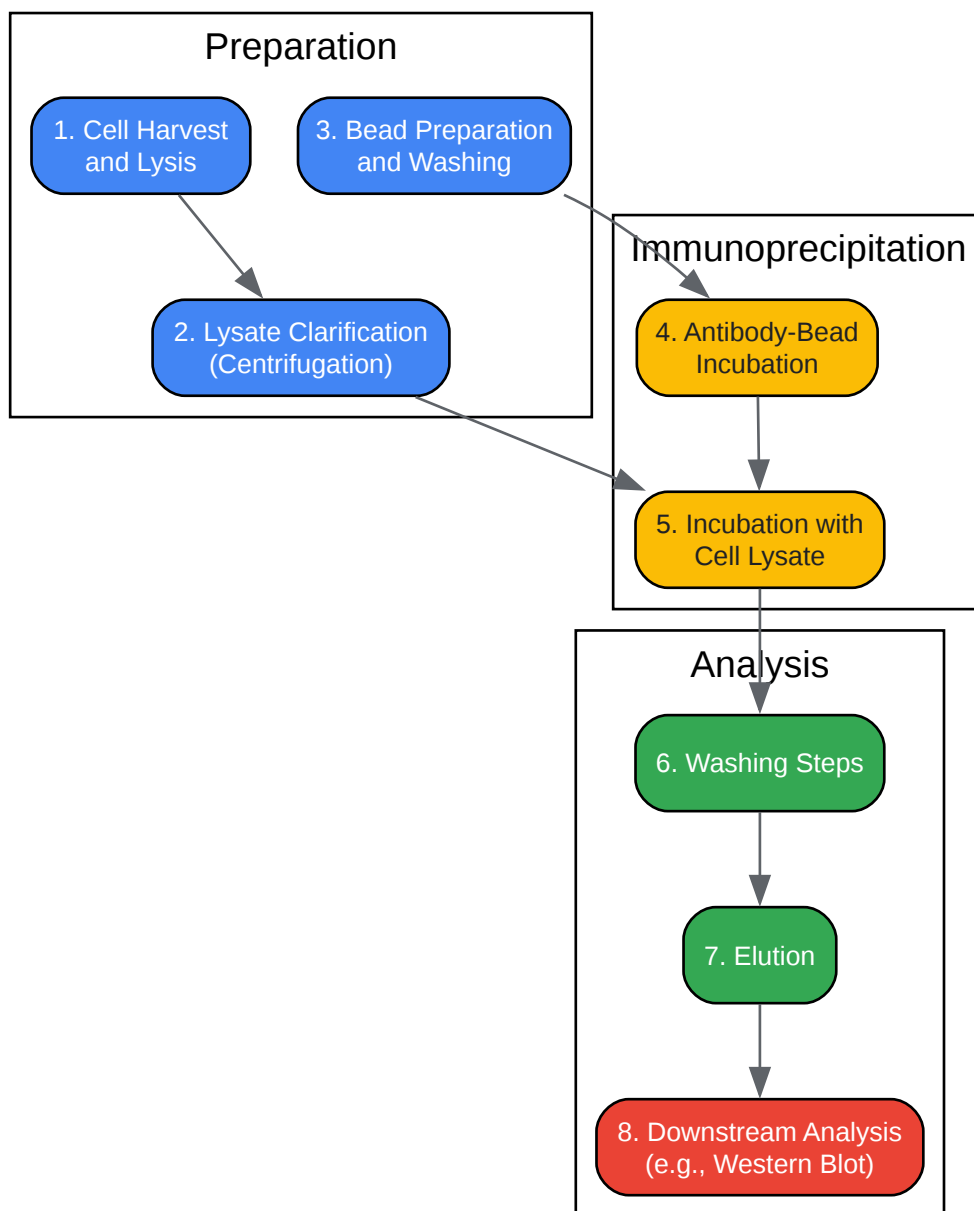 Preparation
1. Cell Harvest
and Lysis
3. Bead Preparation
and Washing
2. Lysate Clarification
(Centrifugation)
Immunoprecipitation
4. Antibody-Bead
Incubation
5. Incubation with
Cell Lysate
Analysis
6. Washing Steps
7. Elution
8. Downstream Analysis
(e.g., Western Blot)